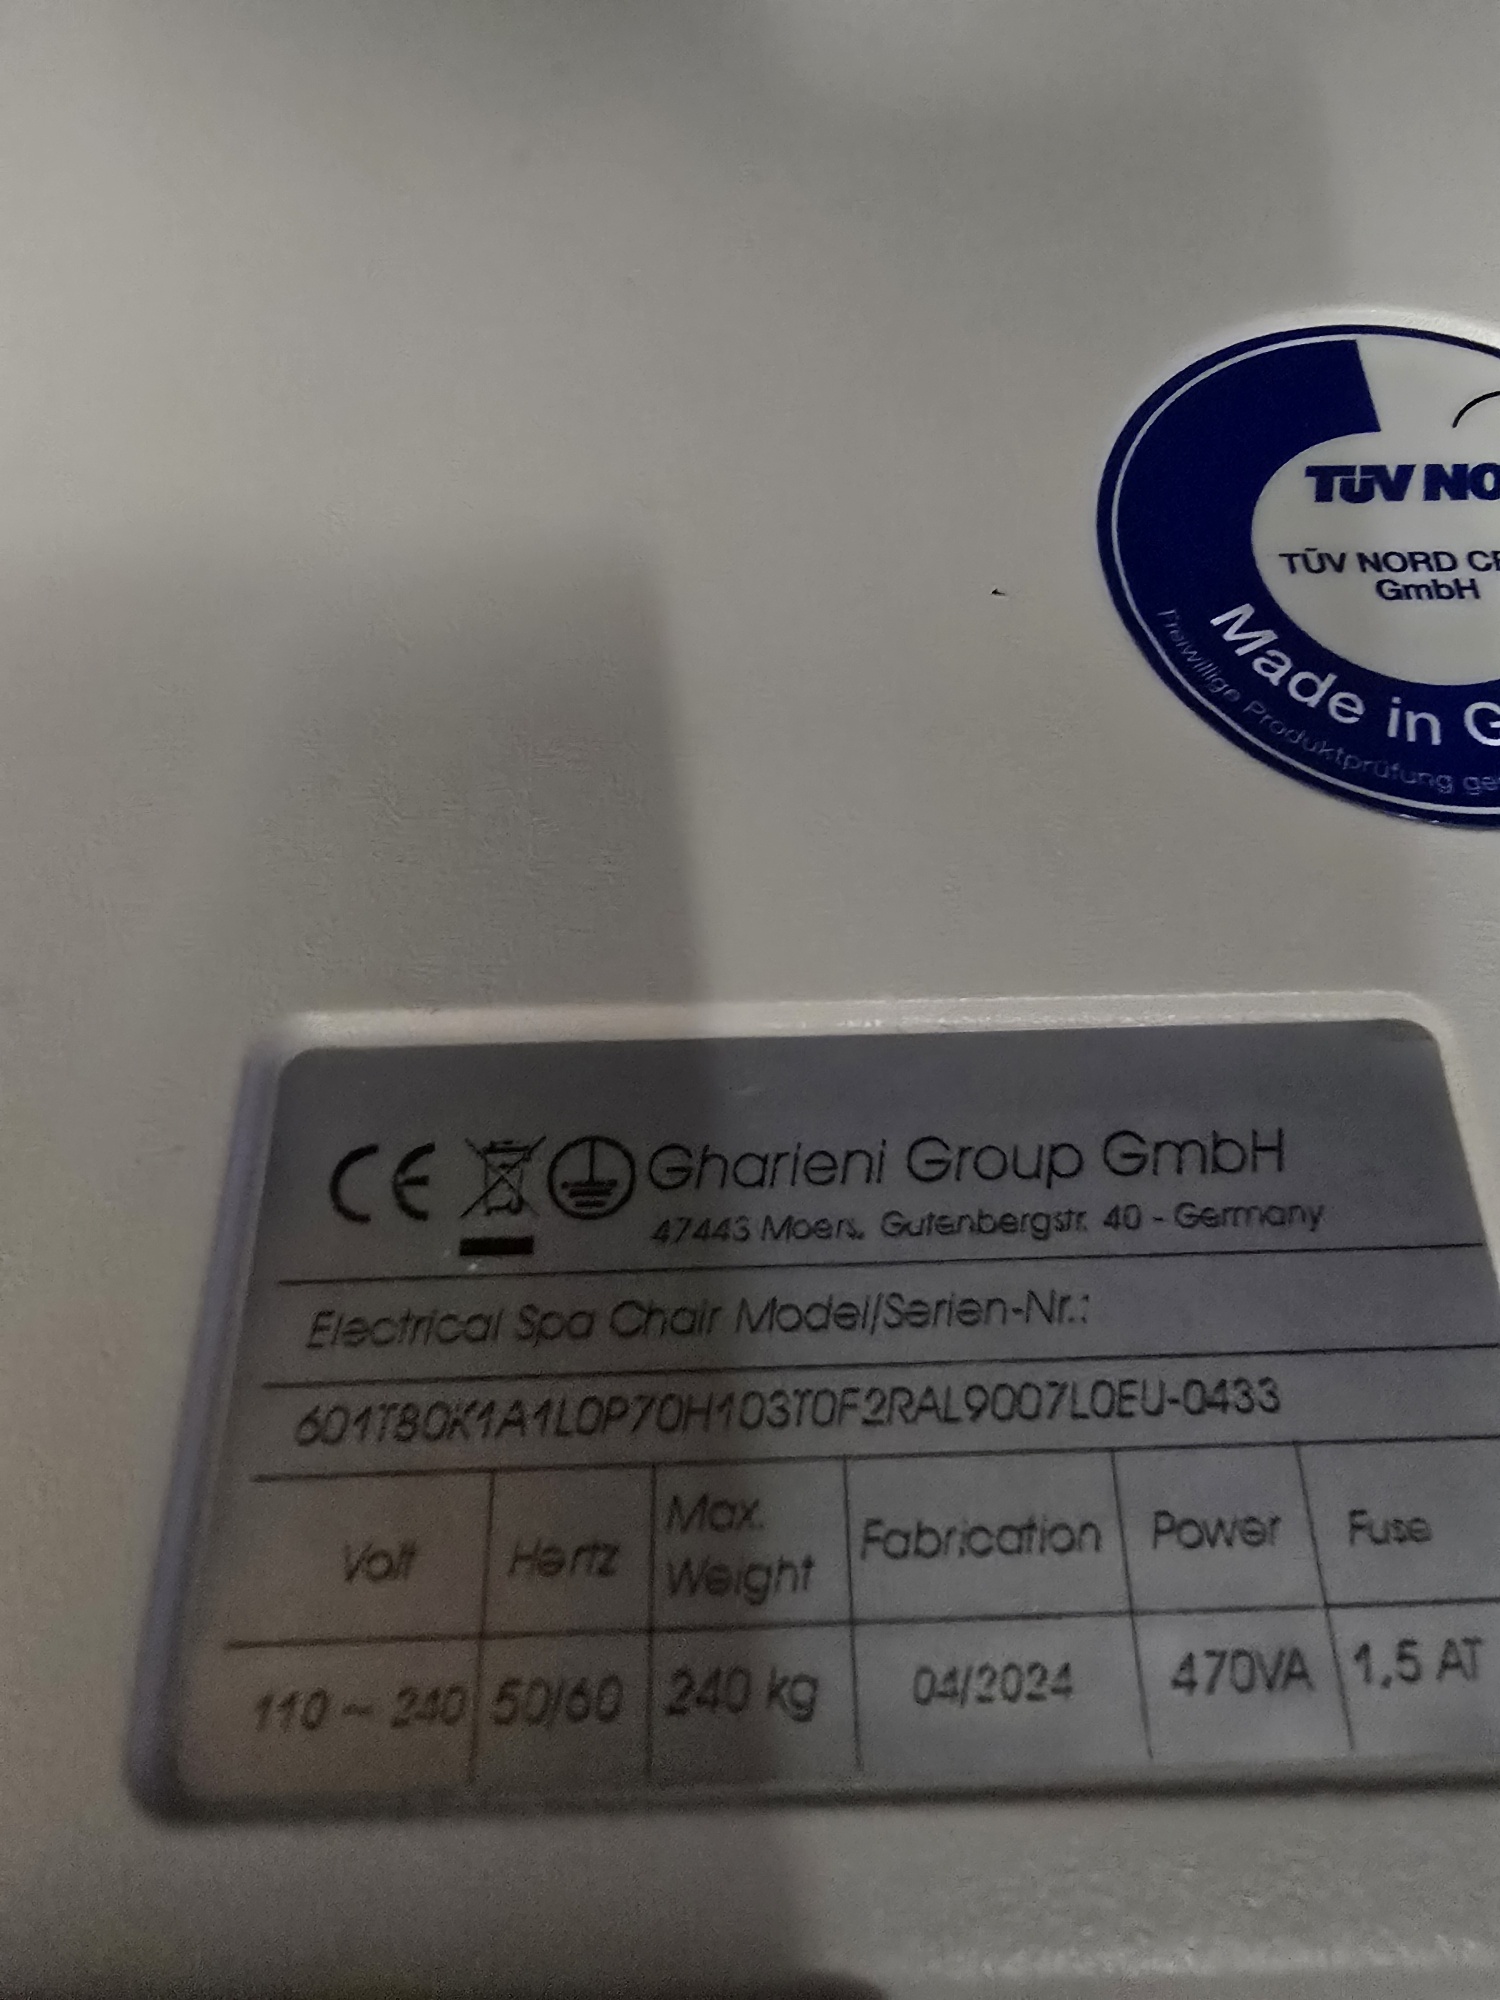 TÜV NO
TÜV NORD CE
GmbH
Made in G
Freiwillige Produktprüfung ge
CE
Gharieni Group GmbH
47443 Moers, Gutenbergstr. 40 - Germany
Electrical Spa Chair Model/Serien-Nr.:
601T80K1A1L0P70H103T0F2RAL9007L0EU-0433
Volt Hertz Max. Weight Fabrication Power Fuse
110 ~ 240 50/60 240 kg 04/2024 470VA 1,5 AT